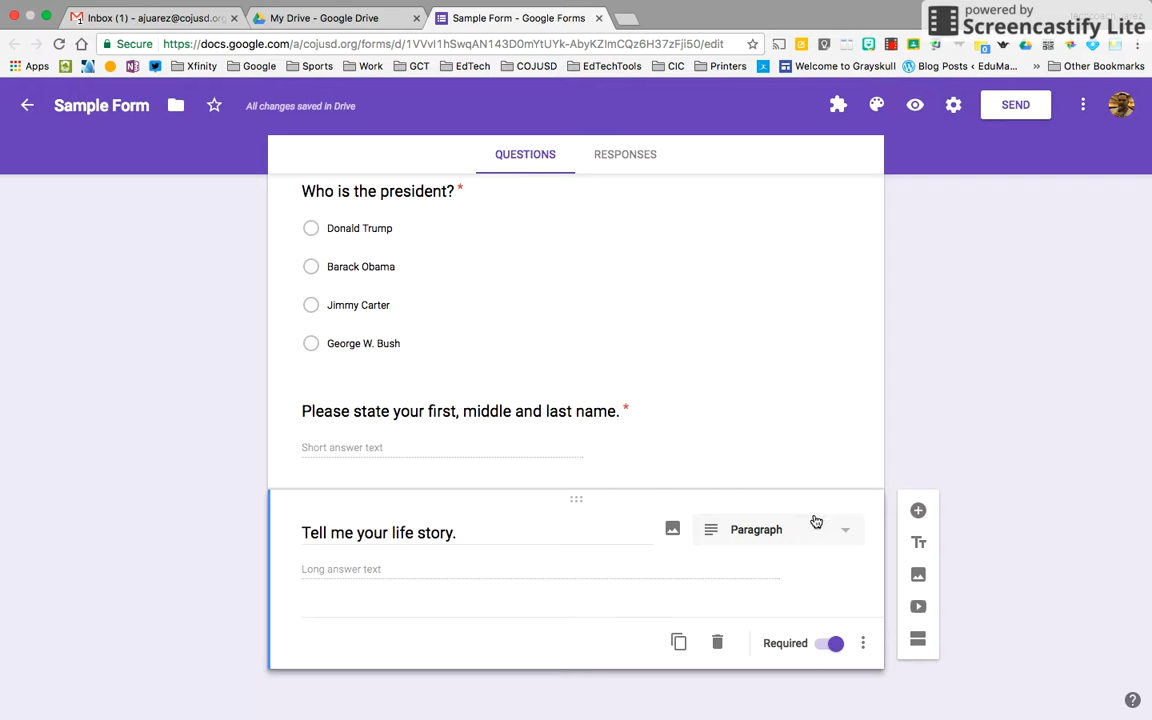 Inbox (1) - ajuarez@cojusd.org
My Drive - Google Drive
Sample Form - Google Forms
powered by
Screencastify Lite
Secure
https://docs.google.com/a/cojusd.org/forms/d/1VVvI1hSwqAN143D0mYtUYk-AbyKZlmCQz6H37zFji50/edit
Apps
Xfinity
Google
Sports
Work
GCT
EdTech
COJUSD
EdTechTools
CIC
Printers
Welcome to Grayskull
Blog Posts ‹ EduMa...
»
Other Bookmarks
Sample Form
All changes saved in Drive
SEND
QUESTIONS
RESPONSES
Who is the president? *
Donald Trump
Barack Obama
Jimmy Carter
George W. Bush
Please state your first, middle and last name. *
Short answer text
Tell me your life story.
Paragraph
Long answer text
Required